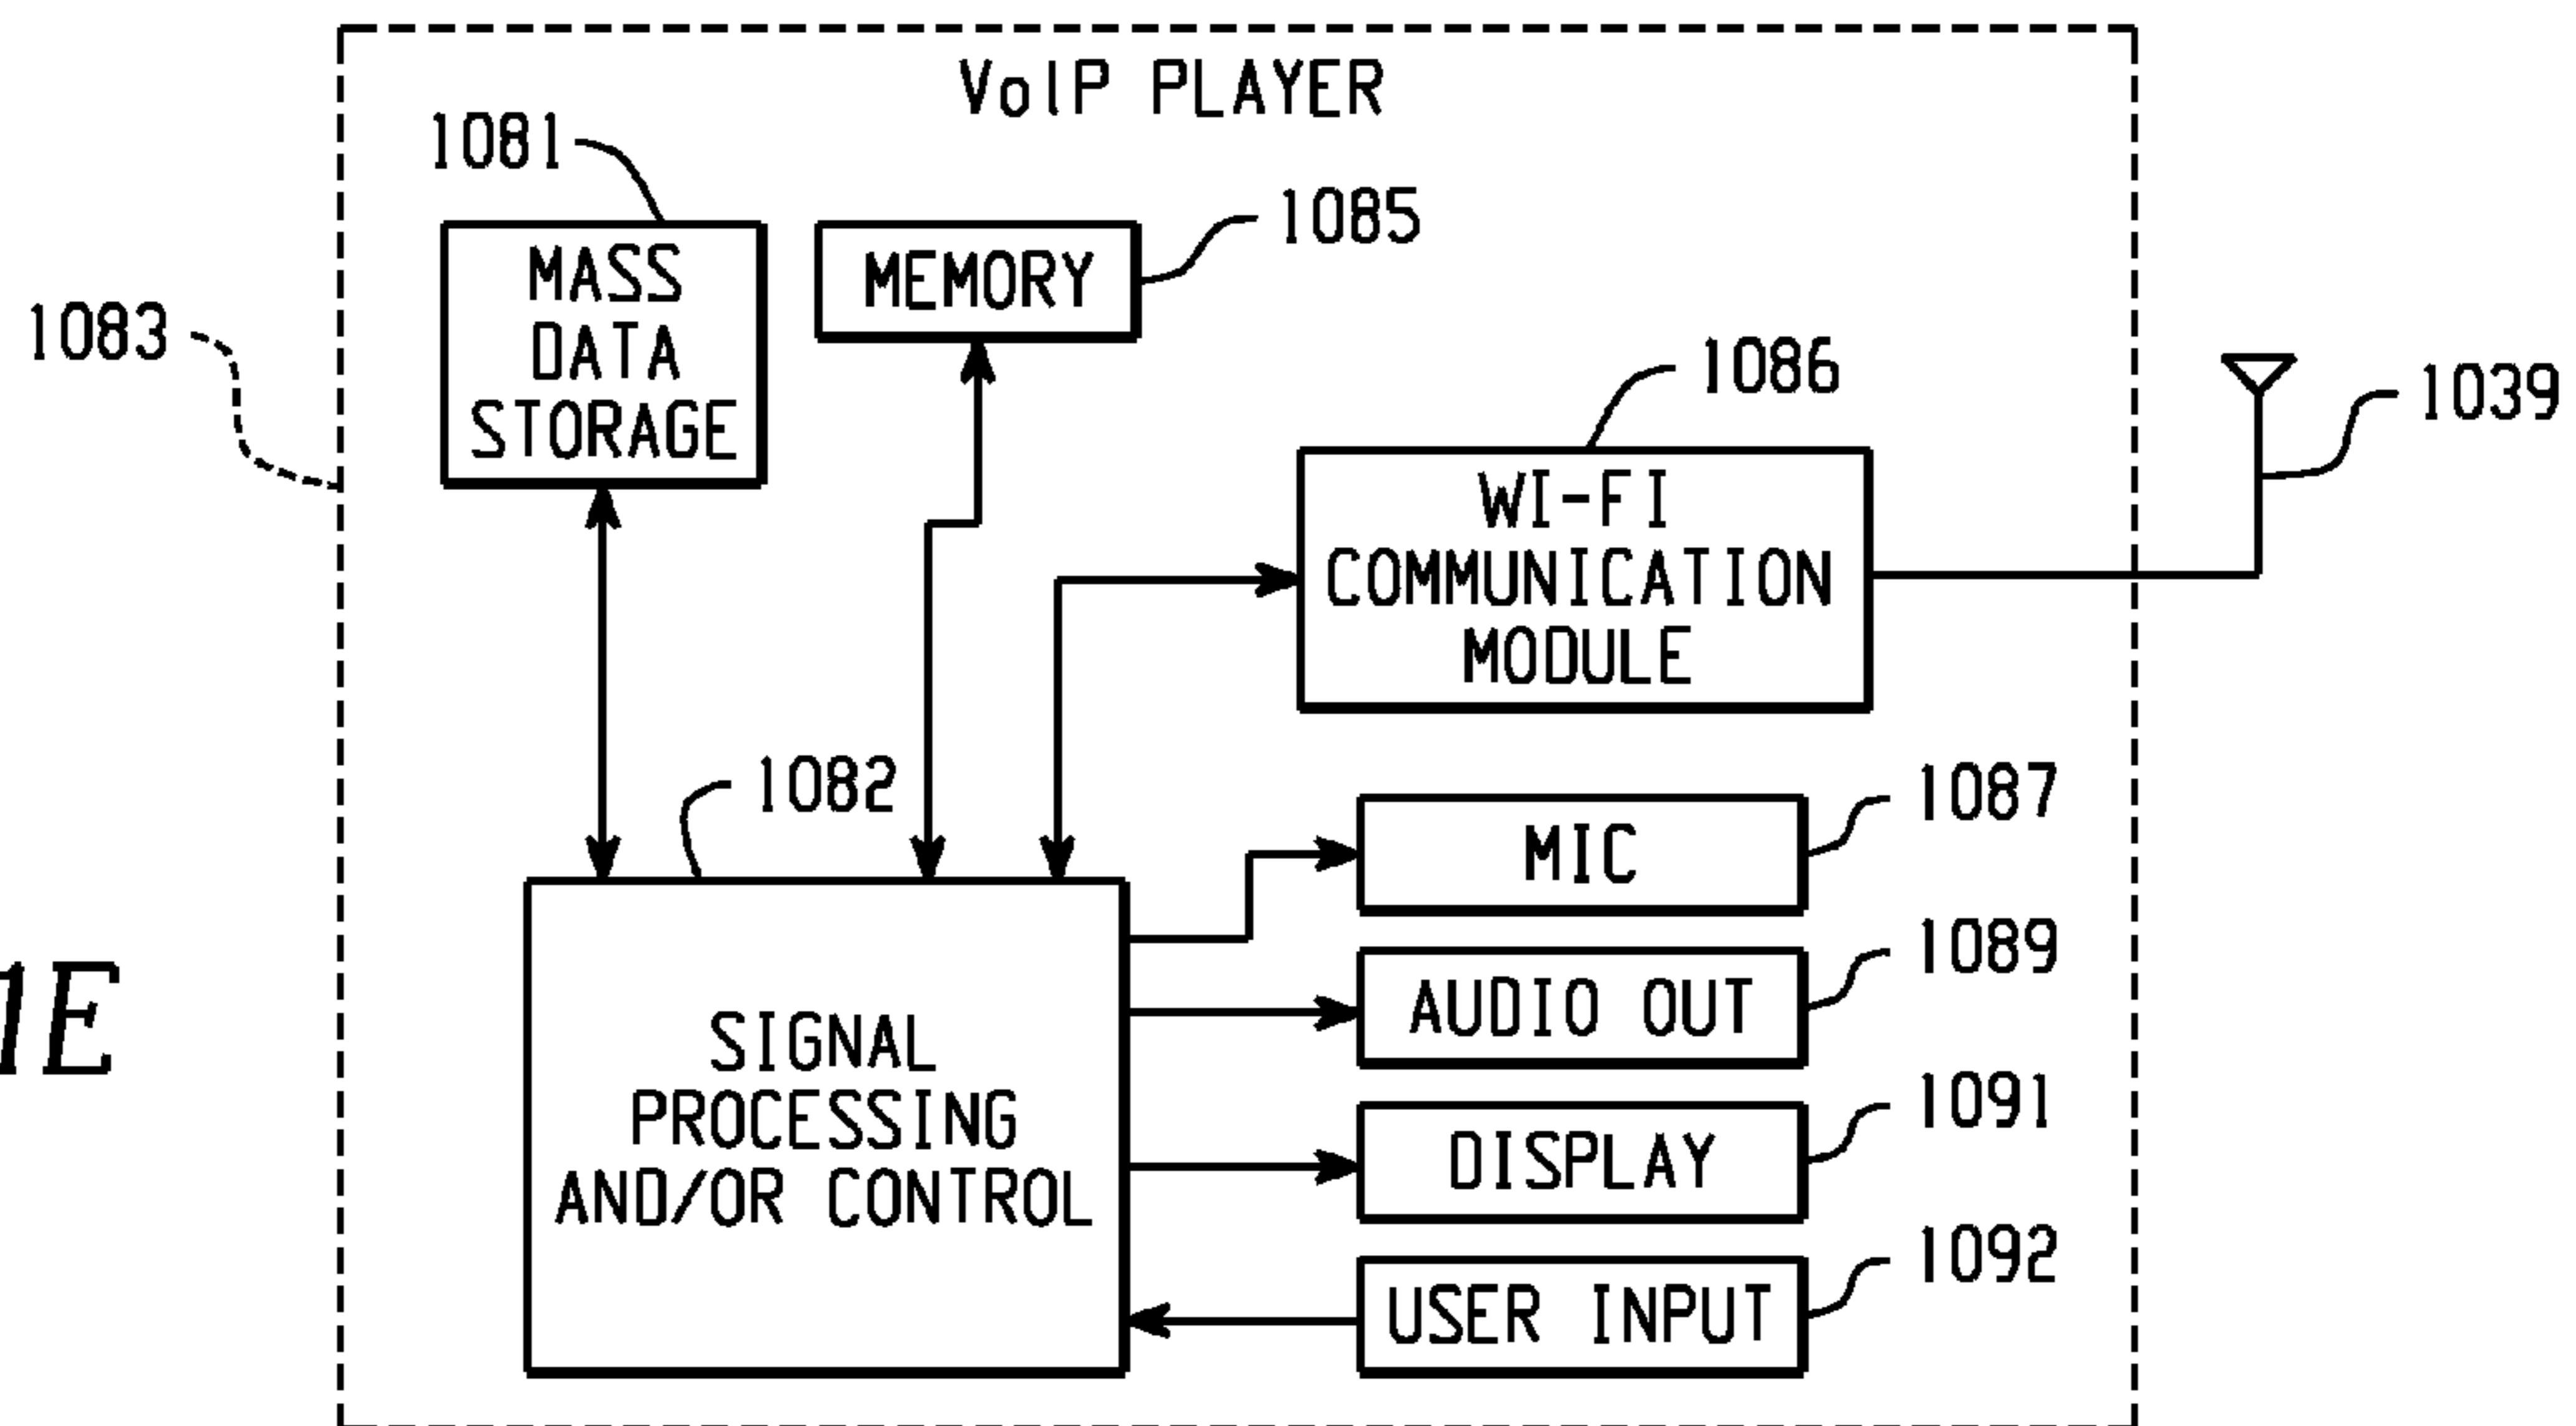 VoIP PLAYER
1081
1085
MASS
DATA
STORAGE
MEMORY
1083
1086
1039
WI-FI
COMMUNICATION
MODULE
1082
1087
MIC
1089
AUDIO OUT
1E
SIGNAL
PROCESSING
AND/OR CONTROL
1091
DISPLAY
1092
USER INPUT